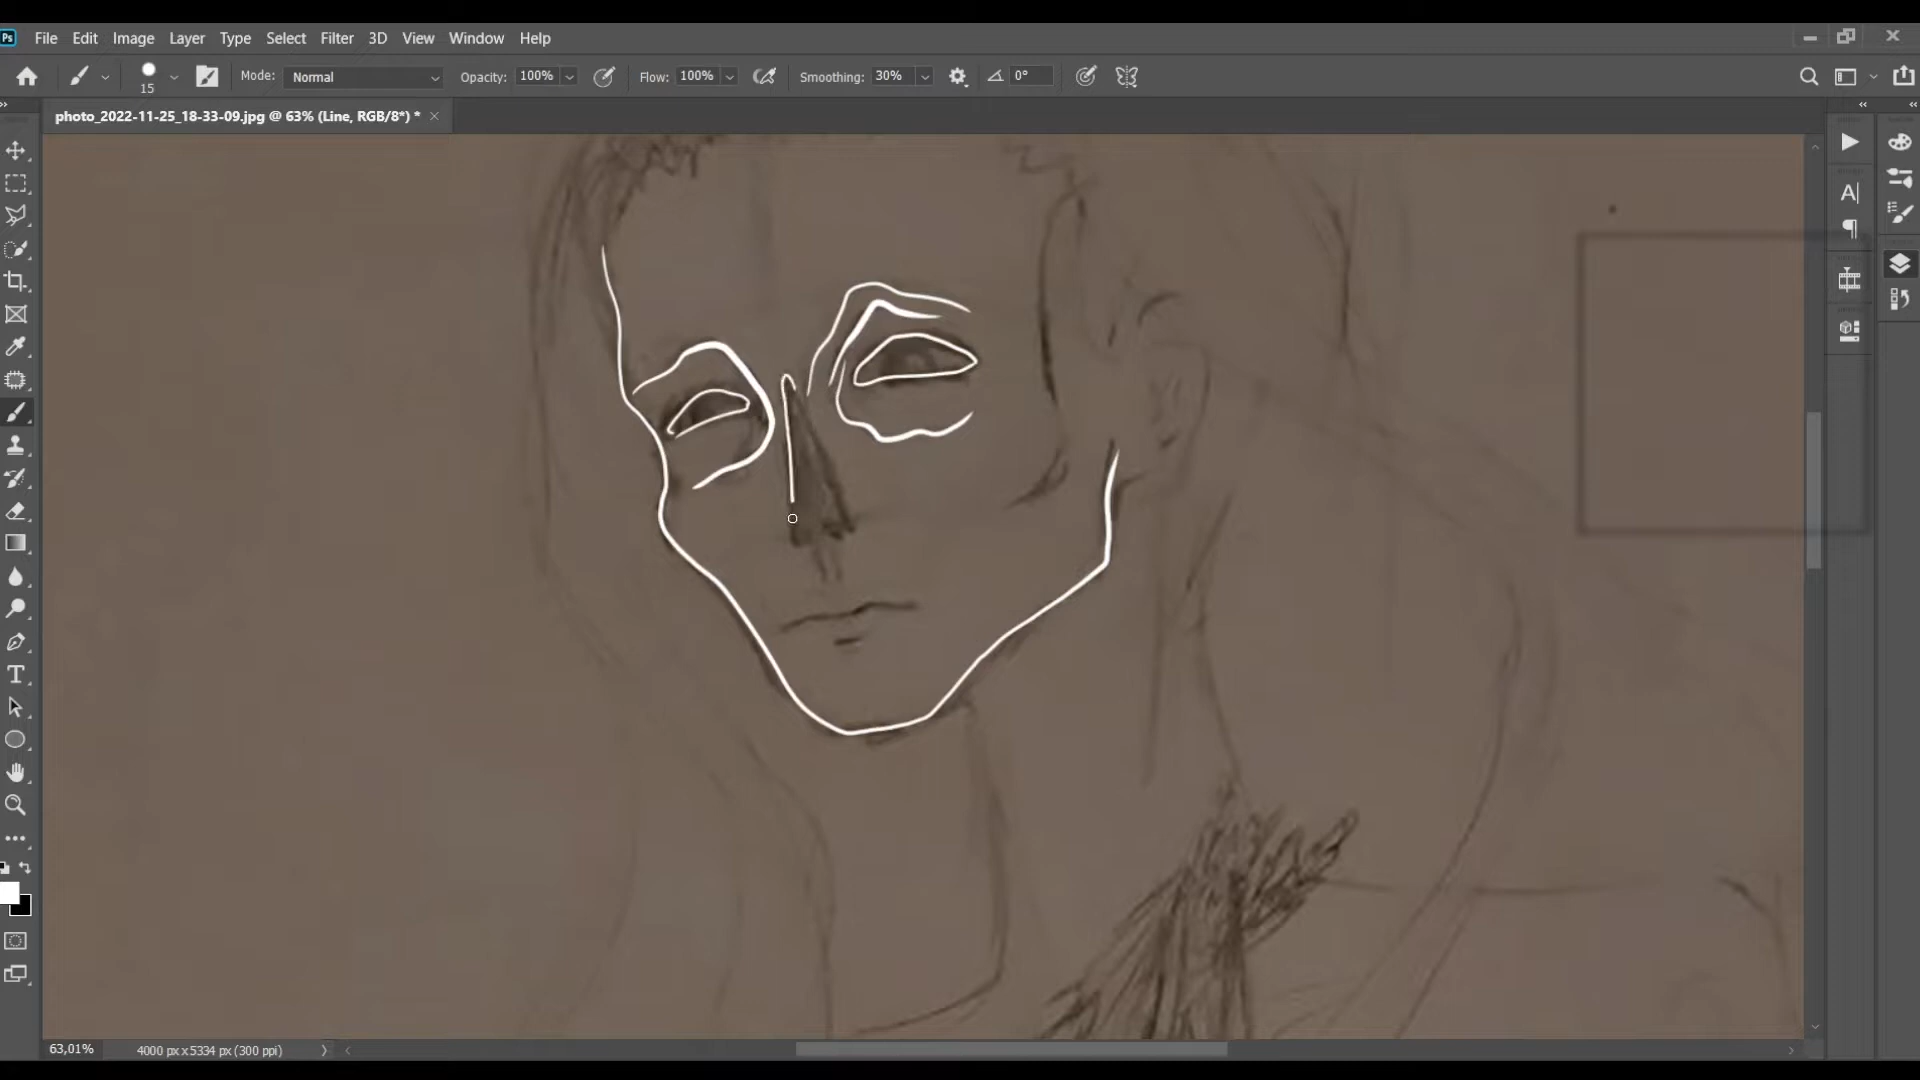 Ps File Edit Image Layer Type Select Filter 3D View Window Help
15 Mode: Normal Opacity: 100% Flow: 100% Smoothing: 30% 0°
photo_2022-11-25_18-33-09.jpg @ 63% (Line, RGB/8*) *
63,01% 4000 px x 5334 px (300 ppi)